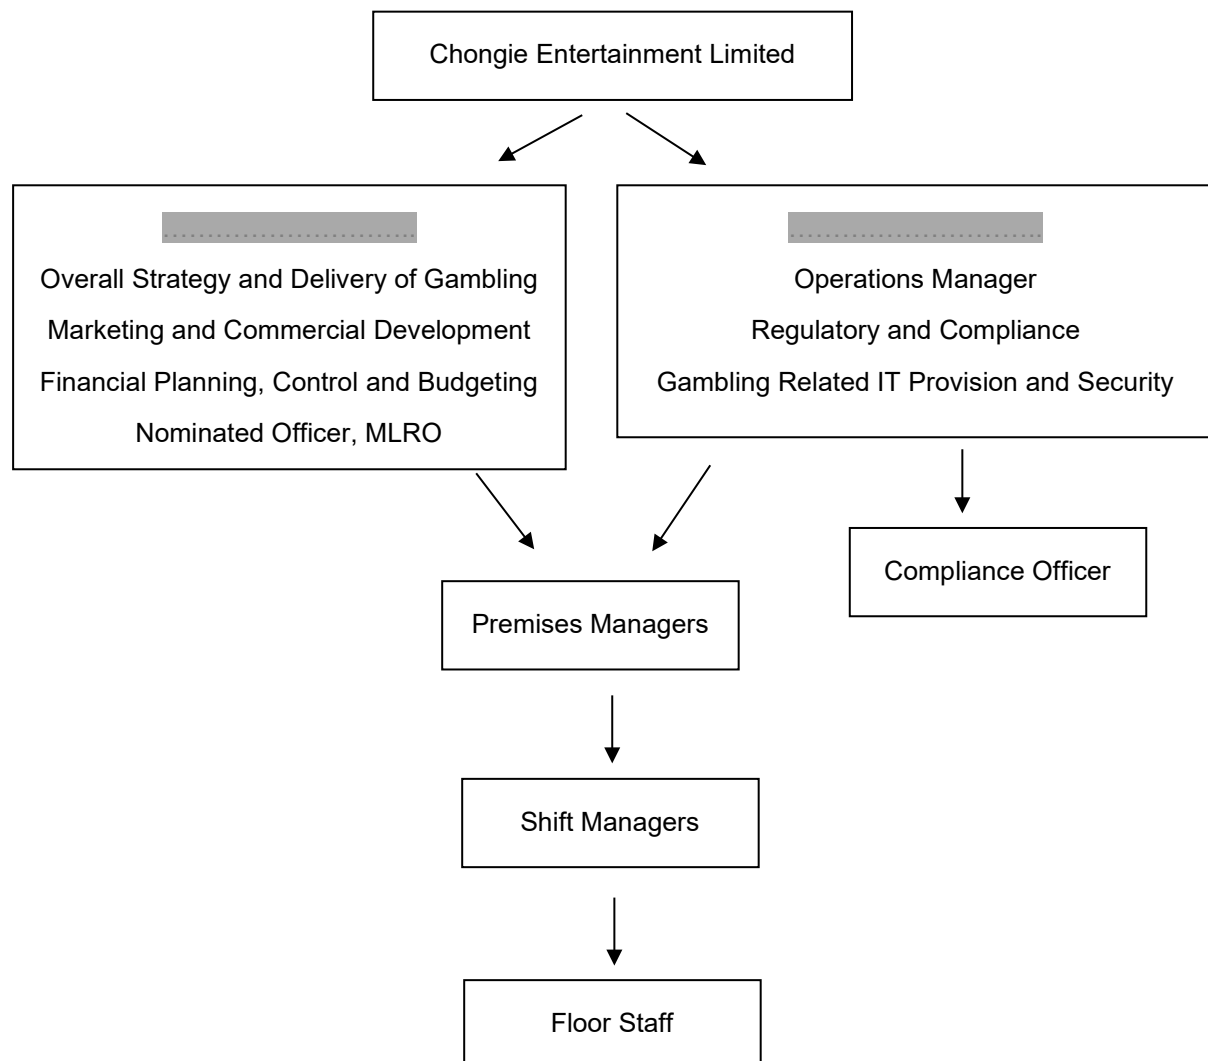 Chongie Entertainment Limited
................................
Overall Strategy and Delivery of Gambling
Marketing and Commercial Development
Financial Planning, Control and Budgeting
Nominated Officer, MLRO
................................
Operations Manager
Regulatory and Compliance
Gambling Related IT Provision and Security
Compliance Officer
Premises Managers
Shift Managers
Floor Staff